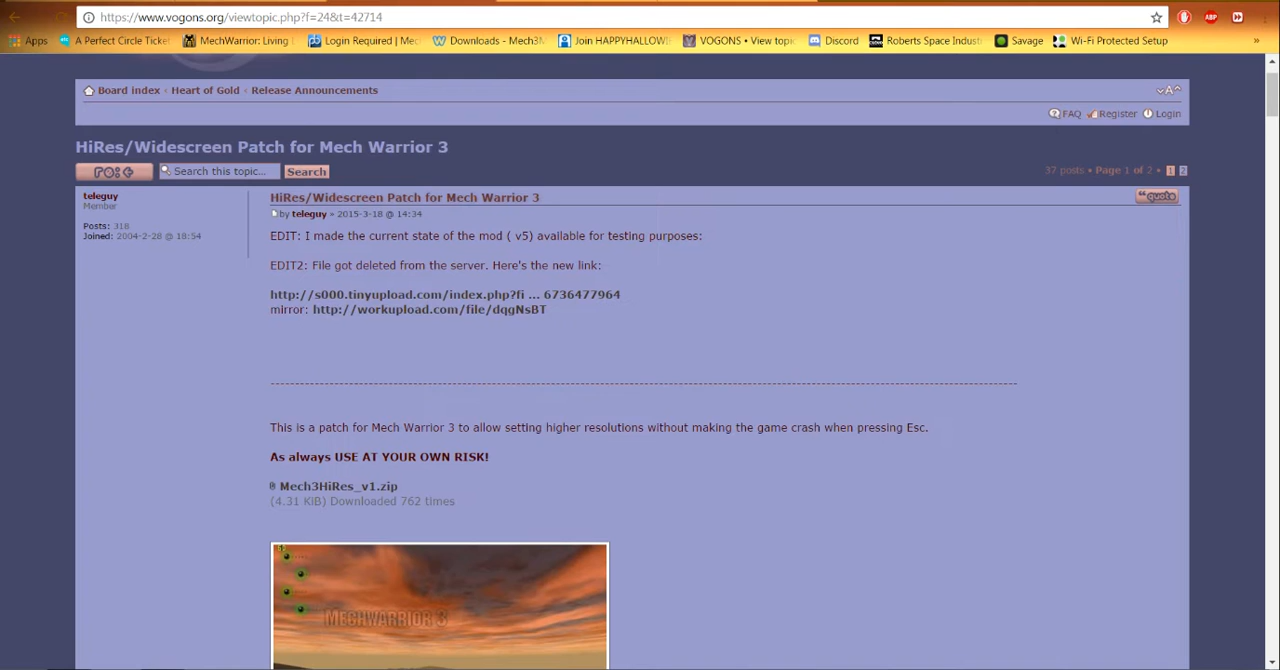 https://www.vogons.org/viewtopic.php?f=24&t=42714
ABP
Apps A Perfect Circle Ticket MechWarrior: Living Login Required | Mec Downloads - Mech3 Join HAPPYHALLOWI VOGONS • View topi Discord Roberts Space Indust Savage Wi-Fi Protected Setup »
Board index ‹ Heart of Gold ‹ Release Announcements
FAQ Register Login
HiRes/Widescreen Patch for Mech Warrior 3
Search this topic... Search
37 posts • Page 1 of 2 • 1 2
teleguy
Member
Posts: 318
Joined: 2004-2-28 @ 18:54
HiRes/Widescreen Patch for Mech Warrior 3
quote
by teleguy » 2015-3-18 @ 14:34
EDIT: I made the current state of the mod ( v5) available for testing purposes:
EDIT2: File got deleted from the server. Here's the new link:
http://s000.tinyupload.com/index.php?fi ... 6736477964
mirror: http://workupload.com/file/dqgNsBT
This is a patch for Mech Warrior 3 to allow setting higher resolutions without making the game crash when pressing Esc.
As always USE AT YOUR OWN RISK!
Mech3HiRes_v1.zip
(4.31 KiB) Downloaded 762 times
MECHWARRIOR 3